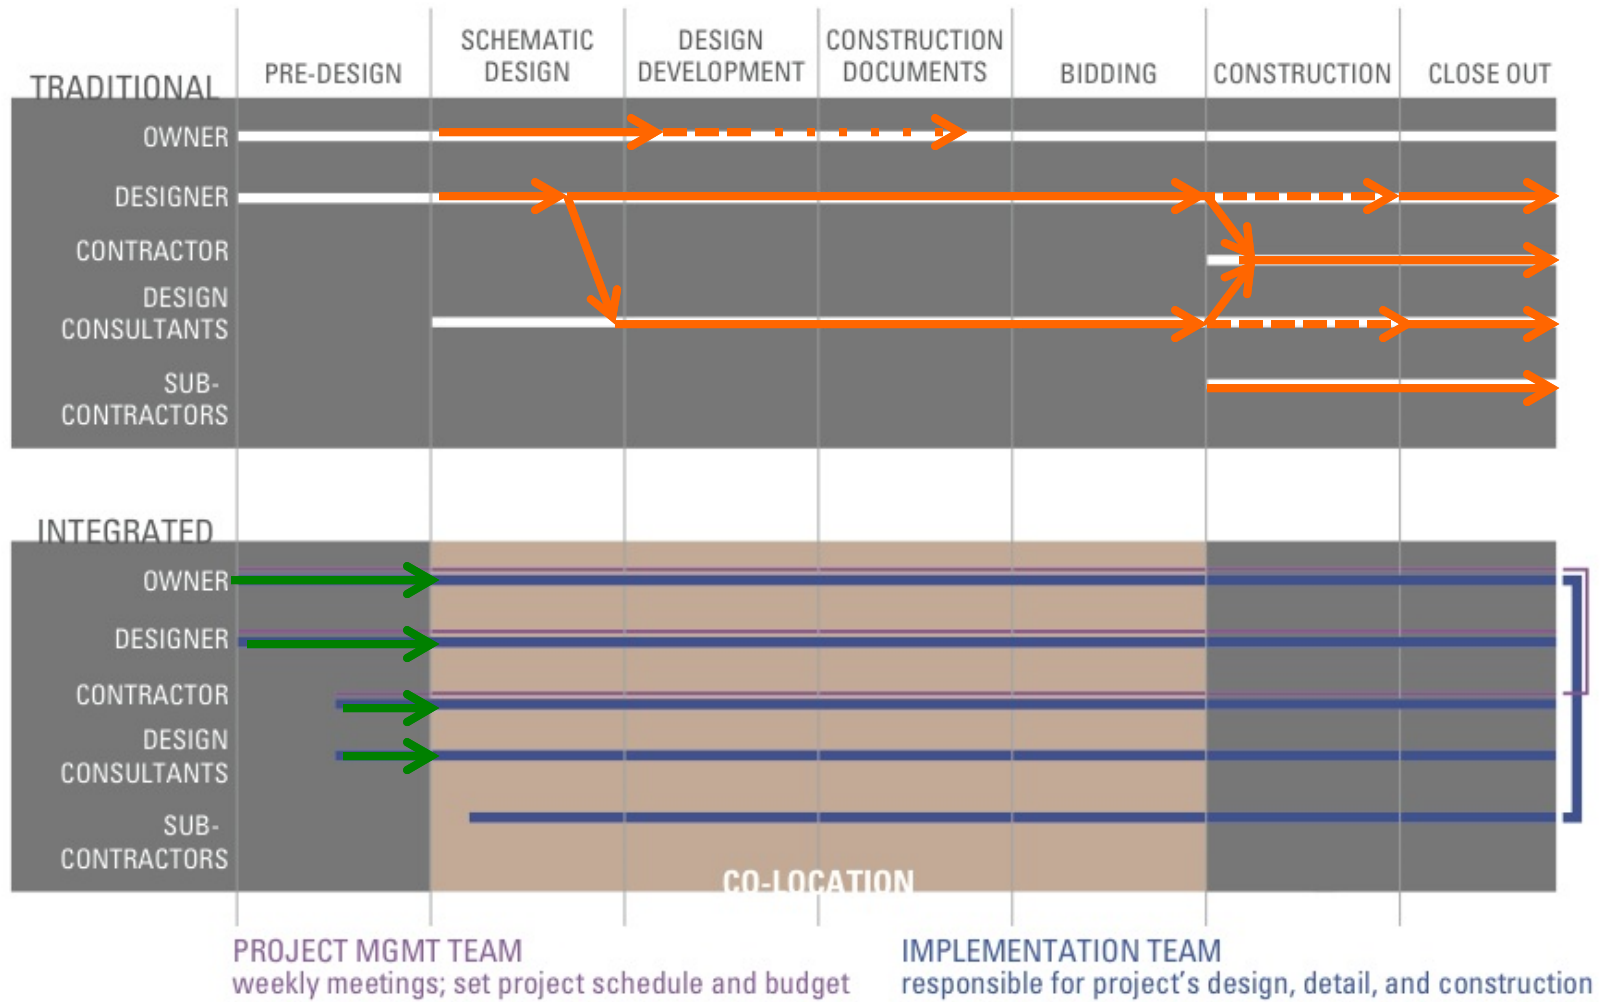 SCHEMATIC
DESIGN
DESIGN
DEVELOPMENT
CONSTRUCTION
DOCUMENTS
PRE-DESIGN
BIDDING
CONSTRUCTION
CLOSE OUT
TRADITIONAL
OWNER
DESIGNER
CONTRACTOR
DESIGN
CONSULTANTS
SUB-
CONTRACTORS
INTEGRATED
OWNER
DESIGNER
CONTRACTOR
DESIGN
CONSULTANTS
SUB-
CONTRACTORS
CO-LOCATION
PROJECT MGMT TEAM
weekly meetings; set project schedule and budget
IMPLEMENTATION TEAM
responsible for project's design, detail, and construction